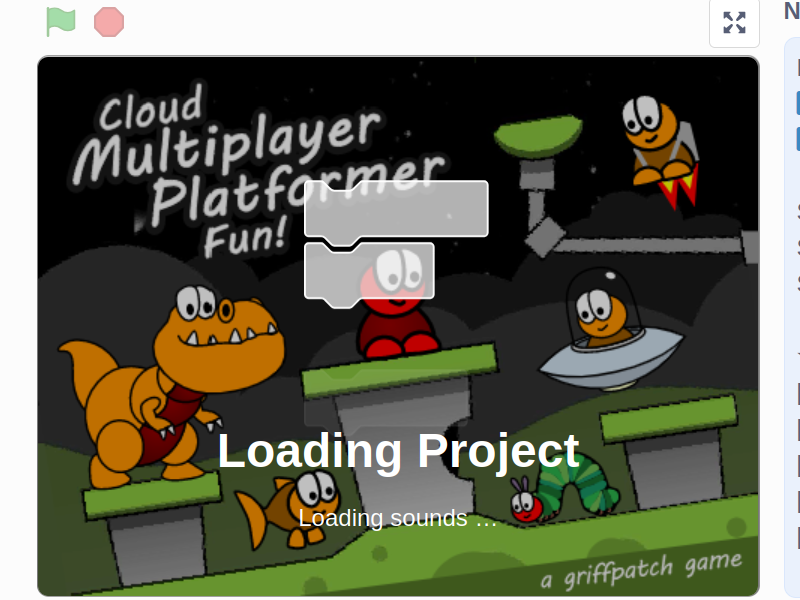 N
Cloud
Multiplayer
Platformer
Fun!
Loading Project
Loading sounds …
a griffpatch game